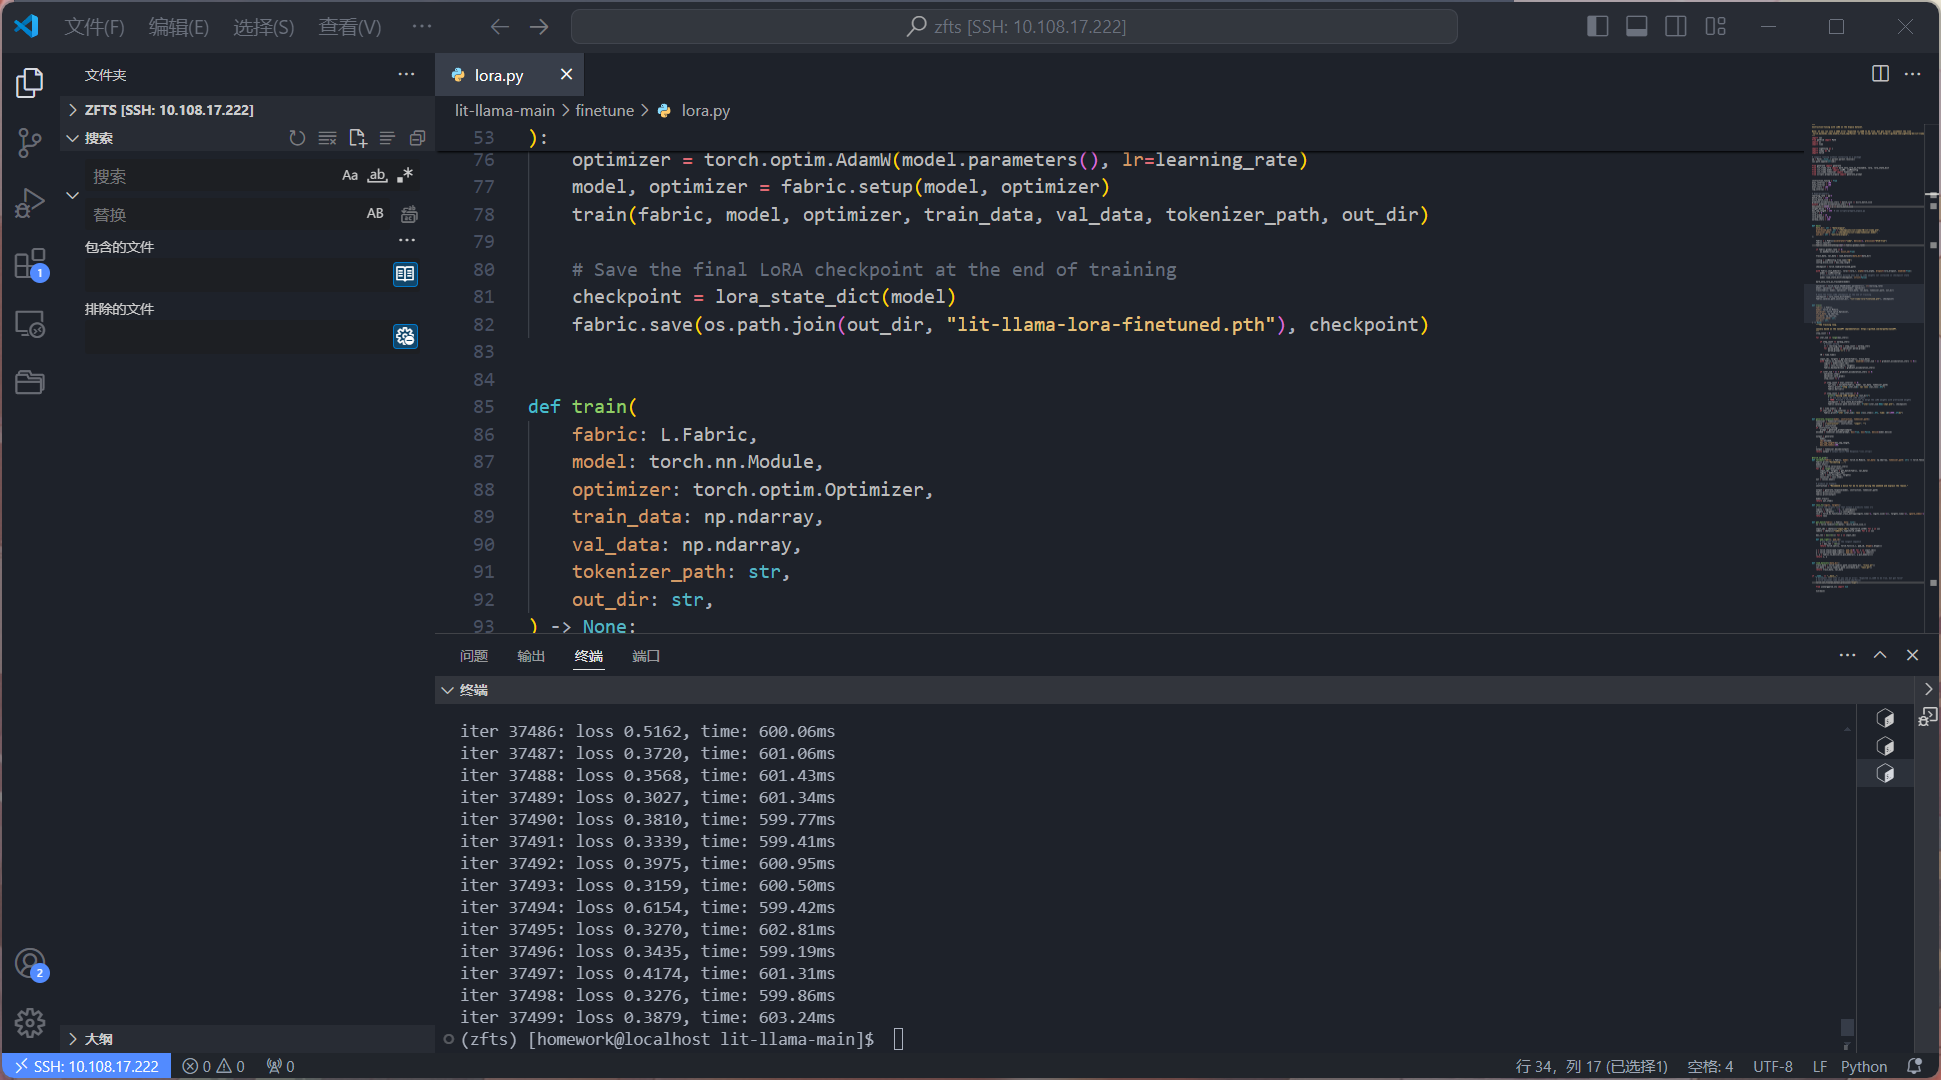 文件(F) 编辑(E) 选择(S) 查看(V) ··· zfts [SSH: 10.108.17.222]
文件夹
ZFTS [SSH: 10.108.17.222]
搜索
搜索 Aa ab
替换 AB
包含的文件
排除的文件
大纲
1
2
lora.py
lit-llama-main > finetune > lora.py
53 ):
76 optimizer = torch.optim.AdamW(model.parameters(), lr=learning_rate)
77 model, optimizer = fabric.setup(model, optimizer)
78 train(fabric, model, optimizer, train_data, val_data, tokenizer_path, out_dir)
79
80 # Save the final LoRA checkpoint at the end of training
81 checkpoint = lora_state_dict(model)
82 fabric.save(os.path.join(out_dir, "lit-llama-lora-finetuned.pth"), checkpoint)
83
84
85 def train(
86 fabric: L.Fabric,
87 model: torch.nn.Module,
88 optimizer: torch.optim.Optimizer,
89 train_data: np.ndarray,
90 val_data: np.ndarray,
91 tokenizer_path: str,
92 out_dir: str,
93 ) -> None:
问题 输出 终端 端口
终端
iter 37486: loss 0.5162, time: 600.06ms
iter 37487: loss 0.3720, time: 601.06ms
iter 37488: loss 0.3568, time: 601.43ms
iter 37489: loss 0.3027, time: 601.34ms
iter 37490: loss 0.3810, time: 599.77ms
iter 37491: loss 0.3339, time: 599.41ms
iter 37492: loss 0.3975, time: 600.95ms
iter 37493: loss 0.3159, time: 600.50ms
iter 37494: loss 0.6154, time: 599.42ms
iter 37495: loss 0.3270, time: 602.81ms
iter 37496: loss 0.3435, time: 599.19ms
iter 37497: loss 0.4174, time: 601.31ms
iter 37498: loss 0.3276, time: 599.86ms
iter 37499: loss 0.3879, time: 603.24ms
(zfts) [homework@localhost lit-llama-main]$
SSH: 10.108.17.222 0 0 0 行 34，列 17 (已选择1) 空格: 4 UTF-8 LF Python